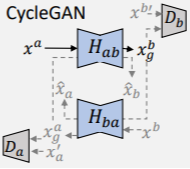 CycleGAN
x^{b'}
D_b
x^a
H_{ab}
x_g^b
x̂_a
x̂_b
H_{ba}
x_g^a
x^b
D_a
x_a'